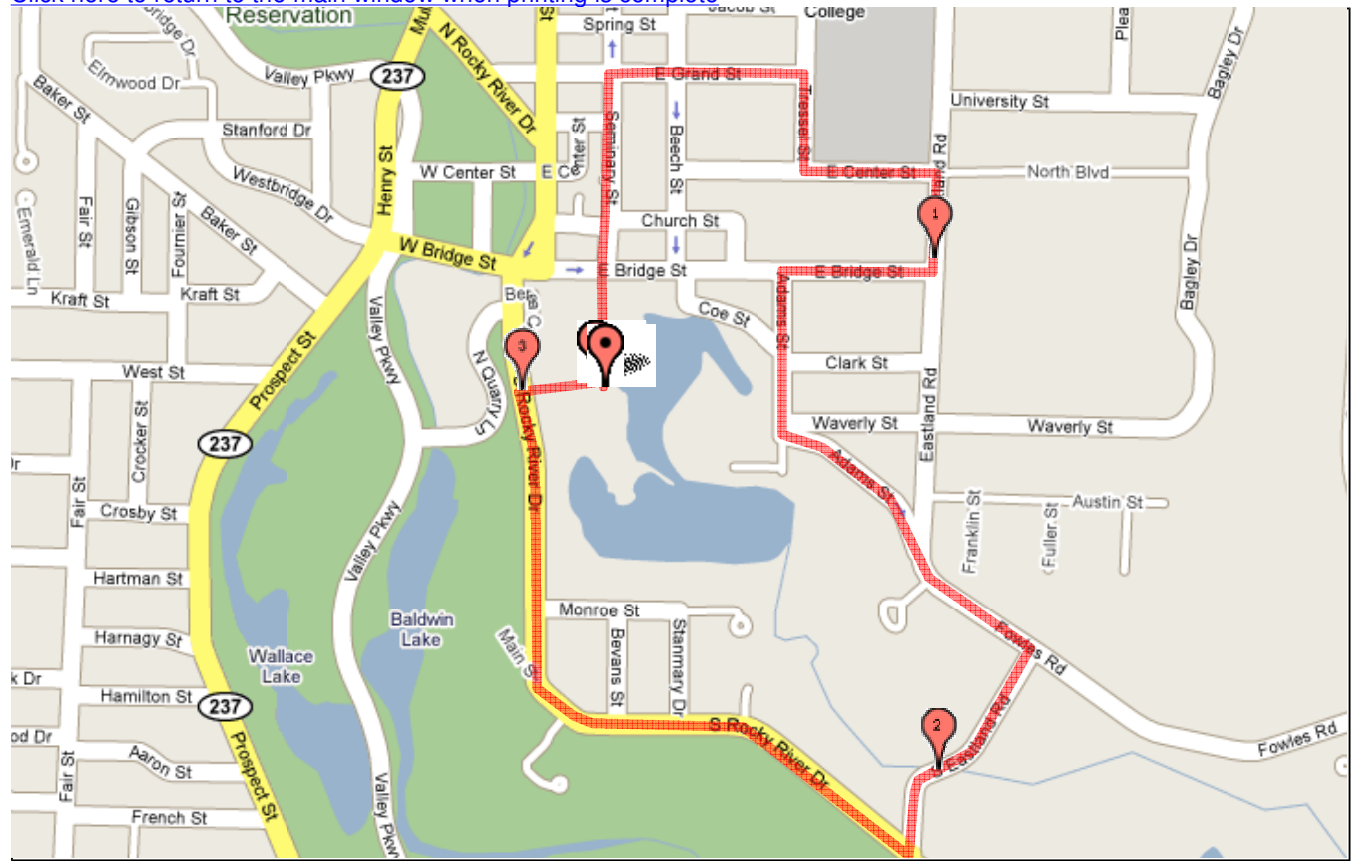 Click here to return to the main window when printing is complete
Reservation
Spring St
College
Elmwood Dr
Valley Pkwy
237
N Rocky River Dr
E Grand St
Bagley Dr
Baker St
University St
Stanford Dr
Henry St
Seminary St
Beech St
Tressel St
W Center St
E Center St
North Blvd
Westbridge Dr
Fair St
Gibson St
Fournier St
Baker St
Church St
1
Emerald Ln
W Bridge St
E Bridge St
E Bridge St
Bagley Dr
Kraft St
Kraft St
Valley Pkwy
Coe St
Adams St
Prospect St
3
Clark St
West St
N Quarry Ln
Eastland Rd
Crocker St
S Rocky River Dr
Waverly St
Waverly St
237
Adams St
Fair St
Crosby St
Franklin St
Fuller St
Austin St
Valley Pkwy
Hartman St
Monroe St
Baldwin
Lake
Harnagy St
Main St
Bevans St
Stanmary Dr
Fowles Rd
Wallace
Lake
Hamilton St
237
S Rocky River Dr
2
S Eastland Rd
Fowles Rd
Aaron St
Prospect St
Fair St
Valley Pkwy
French St